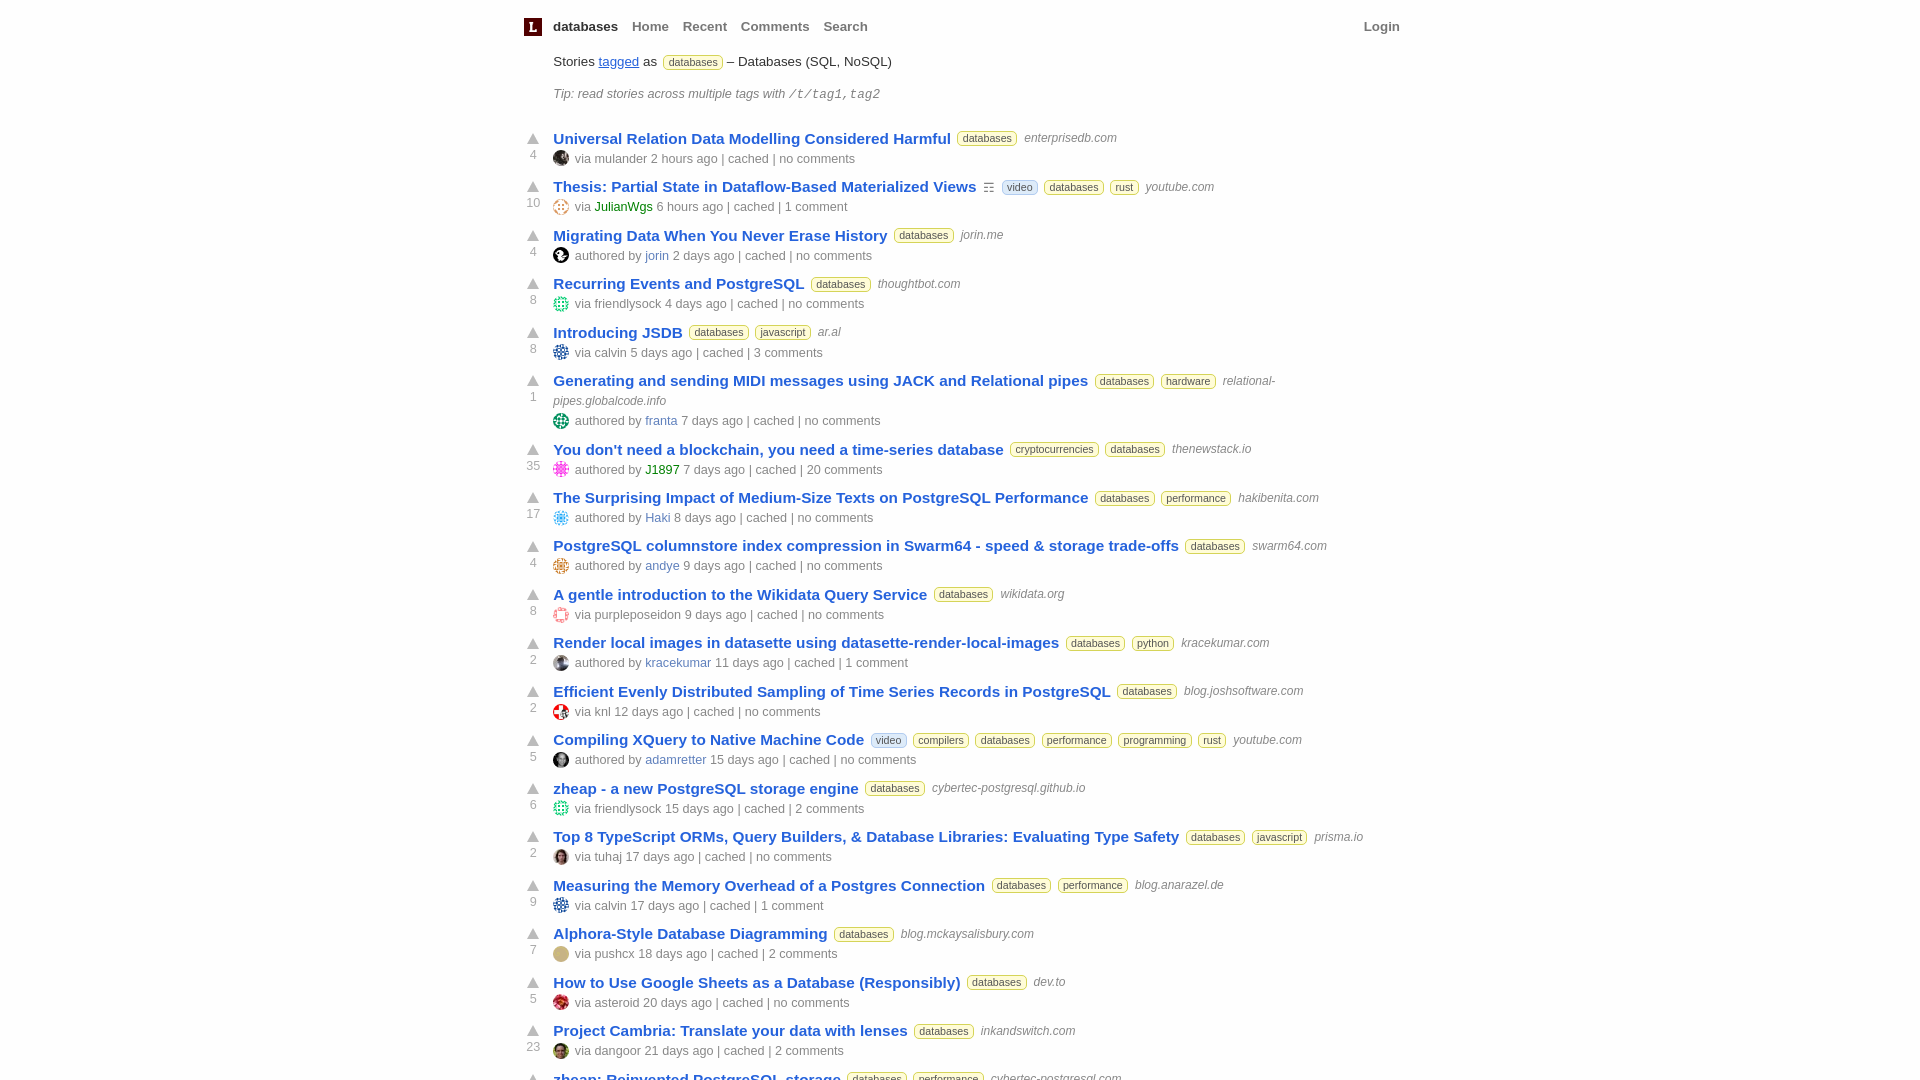 L databases Home Recent Comments Search Login
Stories tagged as databases – Databases (SQL, NoSQL)
Tip: read stories across multiple tags with /t/tag1,tag2
Universal Relation Data Modelling Considered Harmful databases enterprisedb.com
4 via mulander 2 hours ago | cached | no comments
Thesis: Partial State in Dataflow-Based Materialized Views ☶ video databases rust youtube.com
10 via JulianWgs 6 hours ago | cached | 1 comment
Migrating Data When You Never Erase History databases jorin.me
4 authored by jorin 2 days ago | cached | no comments
Recurring Events and PostgreSQL databases thoughtbot.com
8 via friendlysock 4 days ago | cached | no comments
Introducing JSDB databases javascript ar.al
8 via calvin 5 days ago | cached | 3 comments
Generating and sending MIDI messages using JACK and Relational pipes databases hardware relational-
1 pipes.globalcode.info
authored by franta 7 days ago | cached | no comments
You don't need a blockchain, you need a time-series database cryptocurrencies databases thenewstack.io
35 authored by J1897 7 days ago | cached | 20 comments
The Surprising Impact of Medium-Size Texts on PostgreSQL Performance databases performance hakibenita.com
17 authored by Haki 8 days ago | cached | no comments
PostgreSQL columnstore index compression in Swarm64 - speed & storage trade-offs databases swarm64.com
4 authored by andye 9 days ago | cached | no comments
A gentle introduction to the Wikidata Query Service databases wikidata.org
8 via purpleposeidon 9 days ago | cached | no comments
Render local images in datasette using datasette-render-local-images databases python kracekumar.com
2 authored by kracekumar 11 days ago | cached | 1 comment
Efficient Evenly Distributed Sampling of Time Series Records in PostgreSQL databases blog.joshsoftware.com
2 via knl 12 days ago | cached | no comments
Compiling XQuery to Native Machine Code video compilers databases performance programming rust youtube.com
5 authored by adamretter 15 days ago | cached | no comments
zheap - a new PostgreSQL storage engine databases cybertec-postgresql.github.io
6 via friendlysock 15 days ago | cached | 2 comments
Top 8 TypeScript ORMs, Query Builders, & Database Libraries: Evaluating Type Safety databases javascript prisma.io
2 via tuhaj 17 days ago | cached | no comments
Measuring the Memory Overhead of a Postgres Connection databases performance blog.anarazel.de
9 via calvin 17 days ago | cached | 1 comment
Alphora-Style Database Diagramming databases blog.mckaysalisbury.com
7 via pushcx 18 days ago | cached | 2 comments
How to Use Google Sheets as a Database (Responsibly) databases dev.to
5 via asteroid 20 days ago | cached | no comments
Project Cambria: Translate your data with lenses databases inkandswitch.com
23 via dangoor 21 days ago | cached | 2 comments
zheap: Reinvented PostgreSQL storage databases performance cybertec-postgresql.com